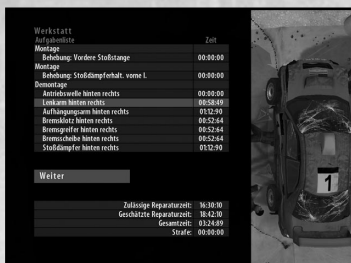 Werkstatt
Aufgabenliste Zeit
Montage
Behebung: Vordere Stoßstange 00:00:00
Montage
Behebung: Stoßdämpferhalt. vorne l. 00:00:00
Demontage
Antriebswelle hinten rechts 00:00:00
Lenkarm hinten rechts 00:58:49
Aufhängungsarm hinten rechts 01:12:90
Bremsklotz hinten rechts 00:52:64
Bremsgreifer hinten rechts 00:52:64
Bremsscheibe hinten rechts 00:52:64
Stoßdämpfer hinten rechts 01:12:90
Weiter
Zulässige Reparaturzeit: 16:30:10
Geschätzte Reparaturzeit: 18:42:10
Gesamtzeit: 03:24:89
Strafe: 00:00:00
1